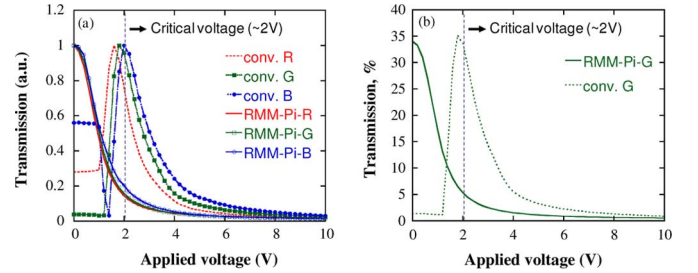 (a)
Critical voltage (~2V)
conv. R
conv. G
conv. B
RMM-Pi-R
RMM-Pi-G
RMM-Pi-B
Transmission (a.u.)
1
0.8
0.6
0.4
0.2
0
0 2 4 6 8 10
Applied voltage (V)
(b)
Critical voltage (~2V)
RMM-Pi-G
conv. G
Transmission, %
40
35
30
25
20
15
10
5
0
0 2 4 6 8 10
Applied voltage (V)